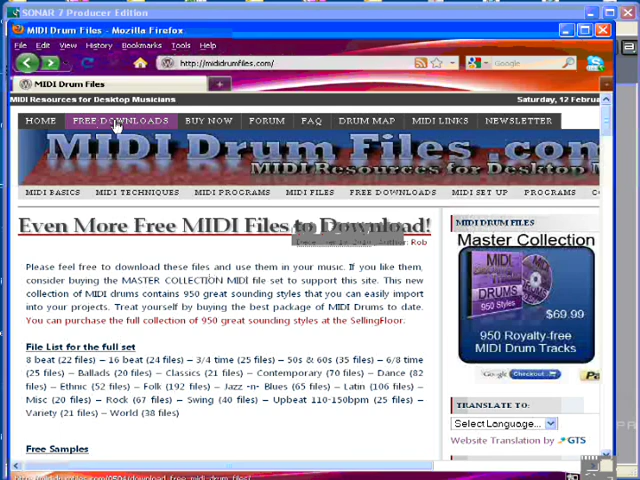 SONAR 7 Producer Edition
MIDI Drum Files - Mozilla Firefox
File Edit View History Bookmarks Tools Help
http://mididrumfiles.com/
Google
MIDI Drum Files
MIDI Resources for Desktop Musicians
Saturday, 12 Februa
HOME FREE DOWNLOADS BUY NOW FORUM FAQ DRUM MAP MIDI LINKS NEWSLETTER
MIDI Drum Files .com
MIDI Resources for Desktop M
MIDI BASICS MIDI TECHNIQUES MIDI PROGRAMS MIDI FILES FREE DOWNLOADS MIDI SET UP PROGRAMS C
Even More Free MIDI Files to Download!
Author: Rob
Please feel free to download these files and use them in your music. If you like them,
consider buying the MASTER COLLECTION MIDI file set to support this site. This new
collection of MIDI drums contains 950 great sounding styles that you can easily import
into your projects. Treat yourself by buying the best package of MIDI Drums to date.
You can purchase the full collection of 950 great sounding styles at the SellingFloor.
File List for the full set
8 beat (22 files) – 16 beat (24 files) – 3/4 time (25 files) – 50s & 60s (35 files) – 6/8 time
(25 files) – Ballads (20 files) – Classics (21 files) – Contemporary (70 files) – Dance (82
files) – Ethnic (52 files) – Folk (192 files) – Jazz -n- Blues (65 files) – Latin (106 files) –
Misc (20 files) – Rock (67 files) – Swing (40 files) – Upbeat 110-150bpm (25 files) –
Variety (21 files) – World (38 files)
Free Samples
MIDI DRUM FILES
Master Collection
MIDI
DRUMS
950 Styles
$69.99
950 Royalty-free
MIDI Drum Tracks
Google Checkout
Pa
TRANSLATE TO:
Select Language...
Website Translation by GTS
http://mididrumfiles.com/0504/download-free-midi-drum-files/